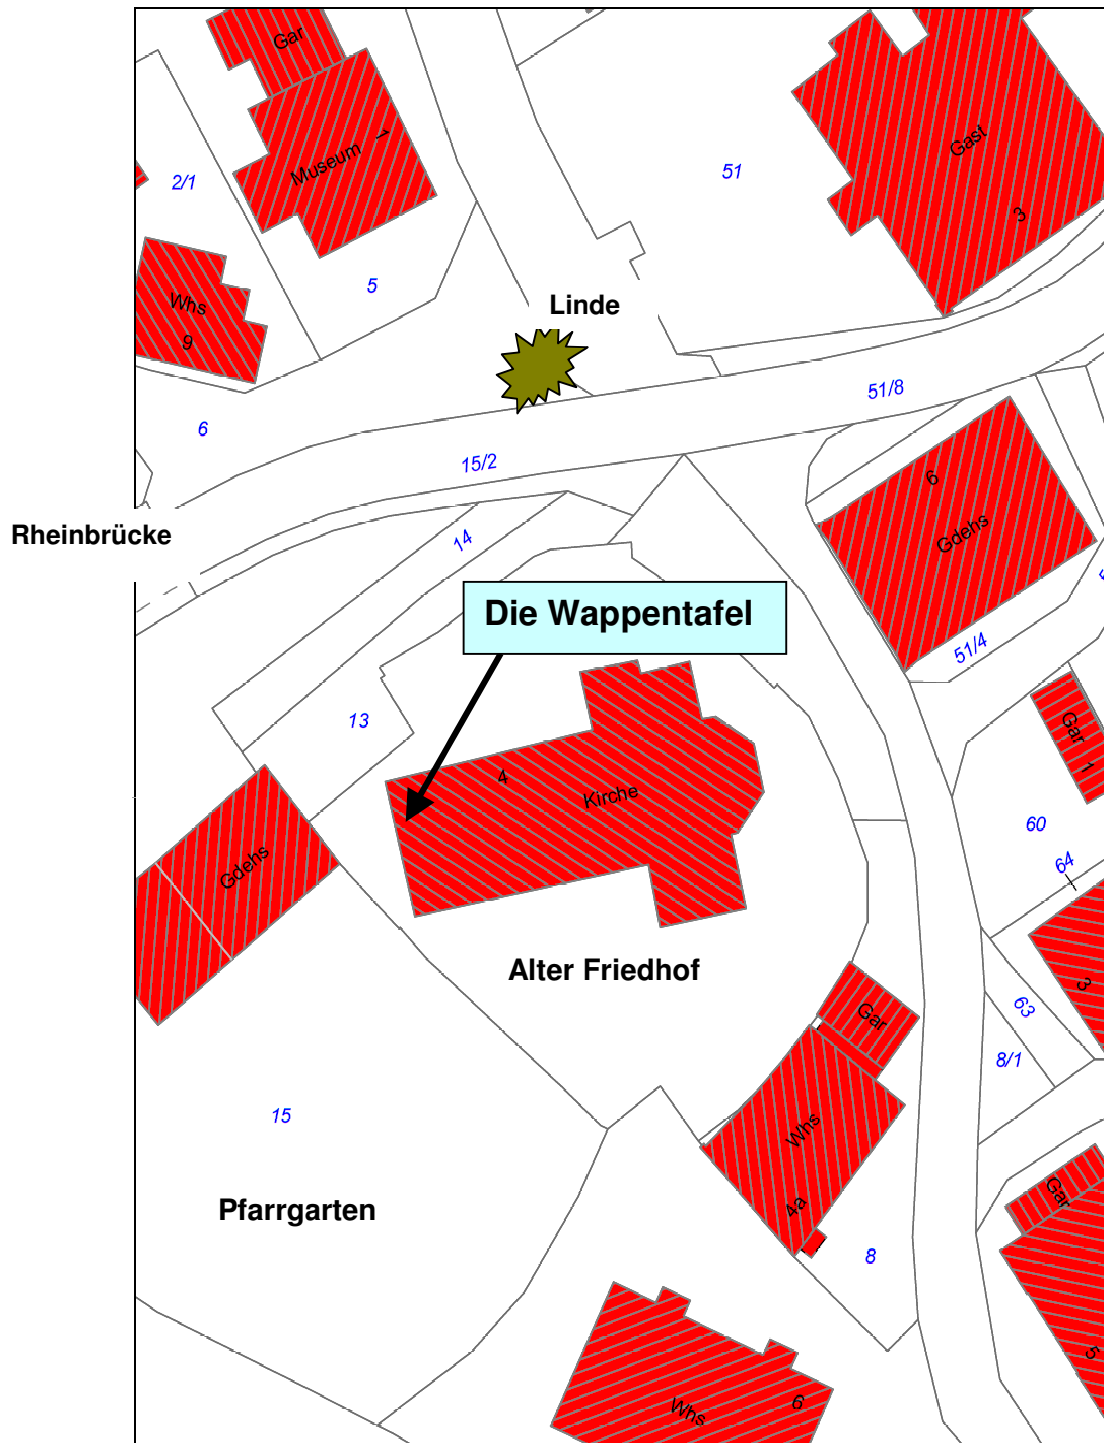 Gar
Museum
1
2/1
5
51
Gast
3
Whs
9
Linde
6
51/8
15/2
Rheinbrücke
14
6
Gdehs
51/4
Die Wappentafel
13
4
Kirche
Gar 1
60
64
Gdehs
Alter Friedhof
3
63
Gar
8/1
15
Whs
4a
Pfarrgarten
Gar
8
5
Whs
6